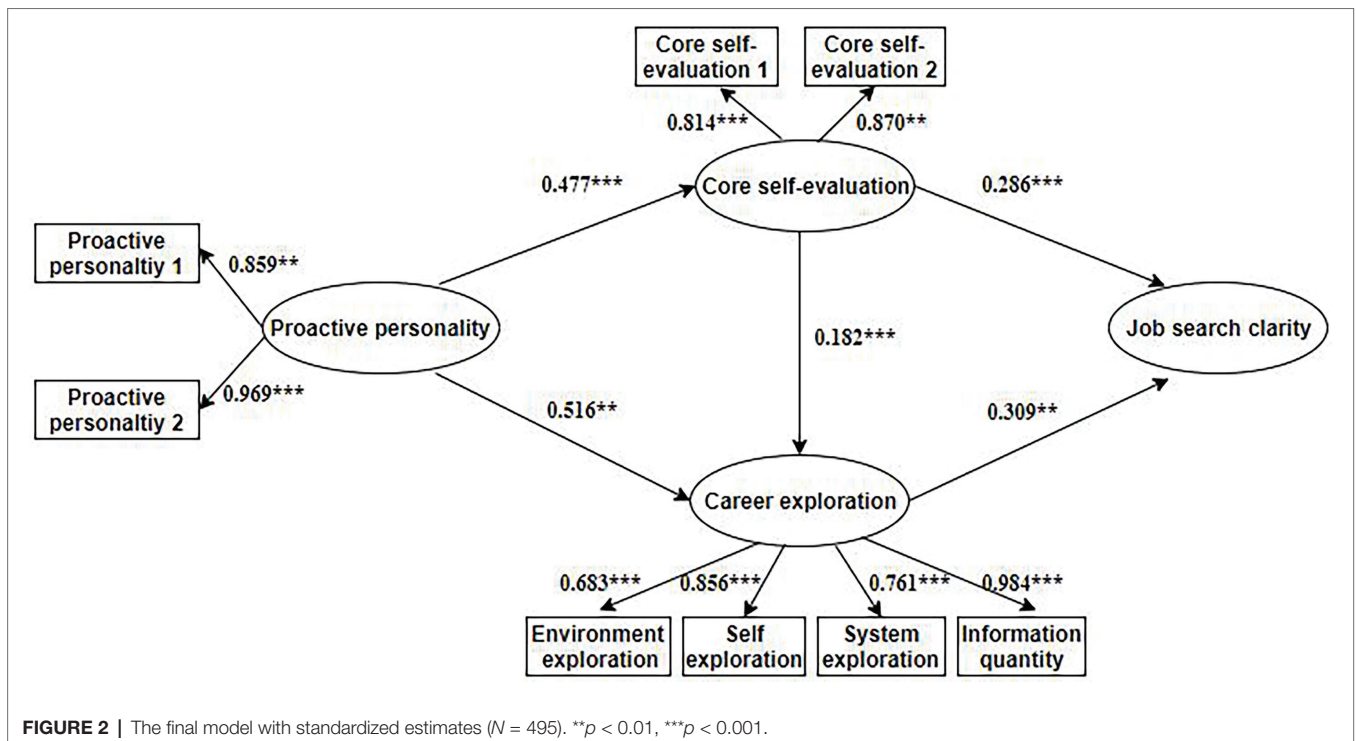 Core self-
evaluation 1
Core self-
evaluation 2
0.814***
0.870**
Core self-evaluation
0.477***
0.286***
Proactive
personaltiy 1
0.859**
Proactive personality
Proactive
personaltiy 2
0.969***
0.182***
Job search clarity
0.516**
0.309**
Career exploration
0.683***
0.856***
0.761***
0.984***
Environment
exploration
Self
exploration
System
exploration
Information
quantity
FIGURE 2 | The final model with standardized estimates (N = 495). **p < 0.01, ***p < 0.001.